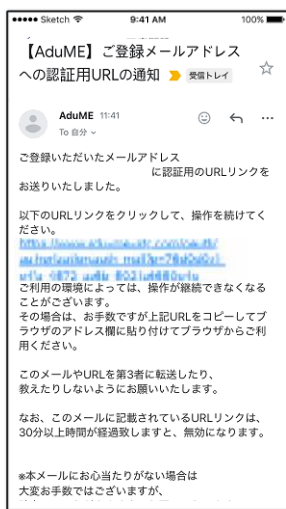 Sketch 9:41 AM 100%
【AduME】ご登録メールアドレス
への認証用URLの通知 受信トレイ
AduME 11:41
To 自分
ご登録いただいたメールアドレス
に認証用のURLリンクを
お送りいたしました。
以下のURLリンクをクリックして、操作を続けてく
ださい。
ご利用の環境によっては、操作が継続できなくなる
ことがございます。
その場合は、お手数ですが上記URLをコピーしてブ
ラウザのアドレス欄に貼り付けてブラウザからご利
用ください。
このメールやURLを第3者に転送したり、
教えたりしないようにお願いいたします。
なお、このメールに記載されているURLリンクは、
30分以上時間が経過致しますと、無効になります。
※本メールにお心当たりがない場合は
大変お手数ではございますが、